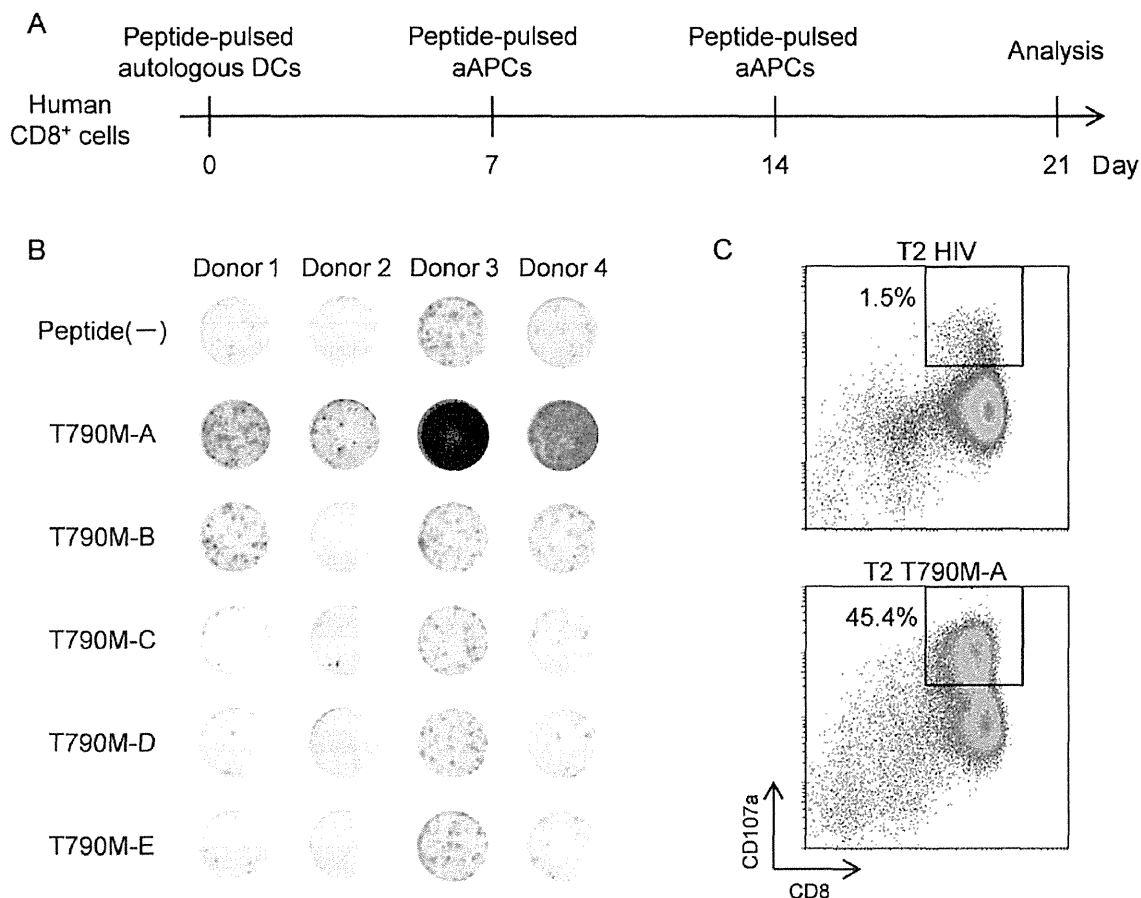 A
Peptide-pulsed
autologous DCs
Peptide-pulsed
aAPCs
Peptide-pulsed
aAPCs
Analysis
Human
CD8⁺ cells
0
7
14
21
Day
B
Donor 1
Donor 2
Donor 3
Donor 4
Peptide(—)
T790M-A
T790M-B
T790M-C
T790M-D
T790M-E
C
T2 HIV
1.5%
T2 T790M-A
45.4%
CD107a
CD8